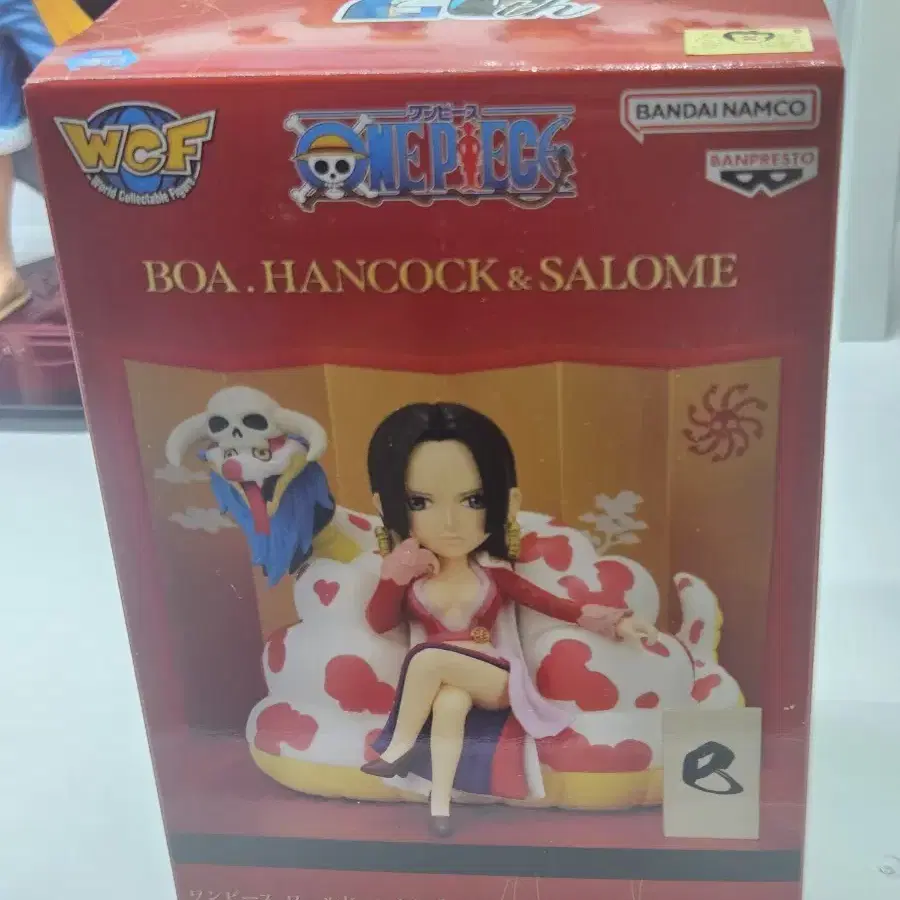 WCF
World Collectable Figure
ワンピース
ONE PIECE
BANDAI NAMCO
BANPRESTO
BOA . HANCOCK & SALOME
B